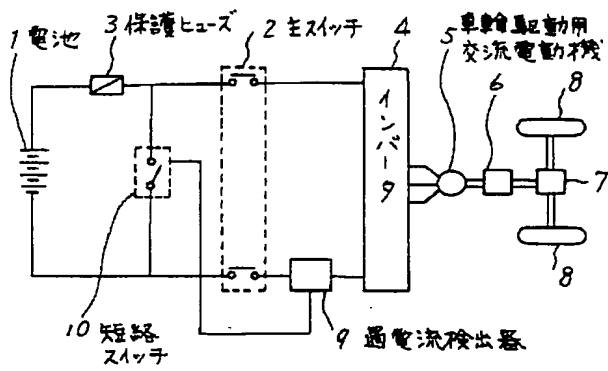 1 電池
3 保護ヒューズ
2 主スイッチ
4
インバータ
5
車輪駆動用
交流電動機
6
8
7
8
10 短絡
スイッチ
9 過電流検出器